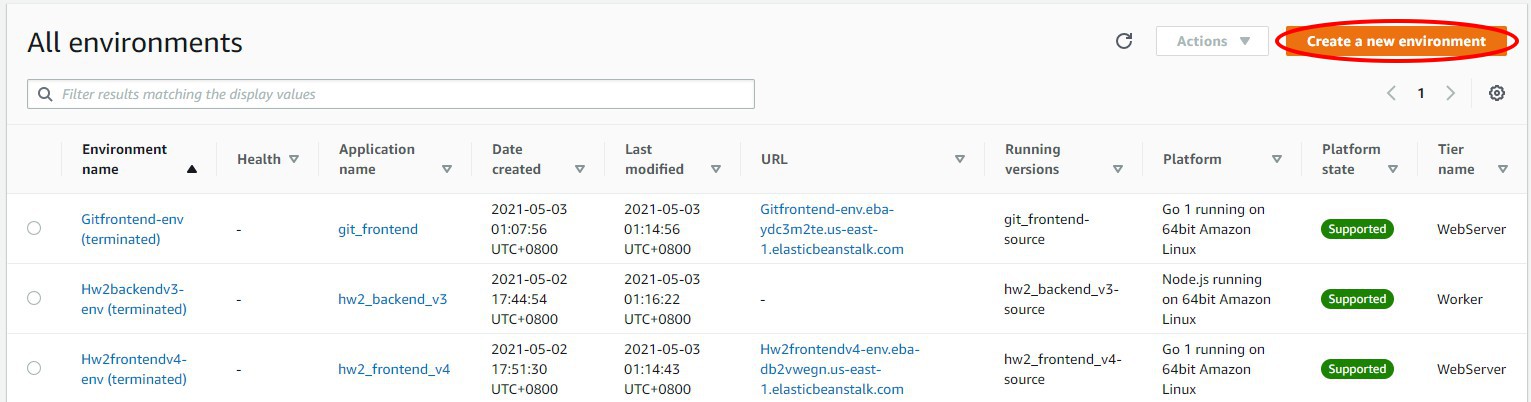 All environments
Actions
Create a new environment
Filter results matching the display values
1
Environment name
Health
Application name
Date created
Last modified
URL
Running versions
Platform
Platform state
Tier name
Gitfrontend-env
(terminated)
-
git_frontend
2021-05-03
01:07:56
UTC+0800
2021-05-03
01:14:56
UTC+0800
Gitfrontend-env.eba-
ydc3m2te.us-east-
1.elasticbeanstalk.com
git_frontend-
source
Go 1 running on
64bit Amazon
Linux
Supported
WebServer
Hw2backendv3-
env (terminated)
-
hw2_backend_v3
2021-05-02
17:44:54
UTC+0800
2021-05-03
01:16:22
UTC+0800
-
hw2_backend_v3-
source
Node.js running
on 64bit Amazon
Linux
Supported
Worker
Hw2frontendv4-
env (terminated)
-
hw2_frontend_v4
2021-05-02
17:51:30
UTC+0800
2021-05-03
01:14:43
UTC+0800
Hw2frontendv4-env.eba-
db2vwegn.us-east-
1.elasticbeanstalk.com
hw2_frontend_v4-
source
Go 1 running on
64bit Amazon
Linux
Supported
WebServer